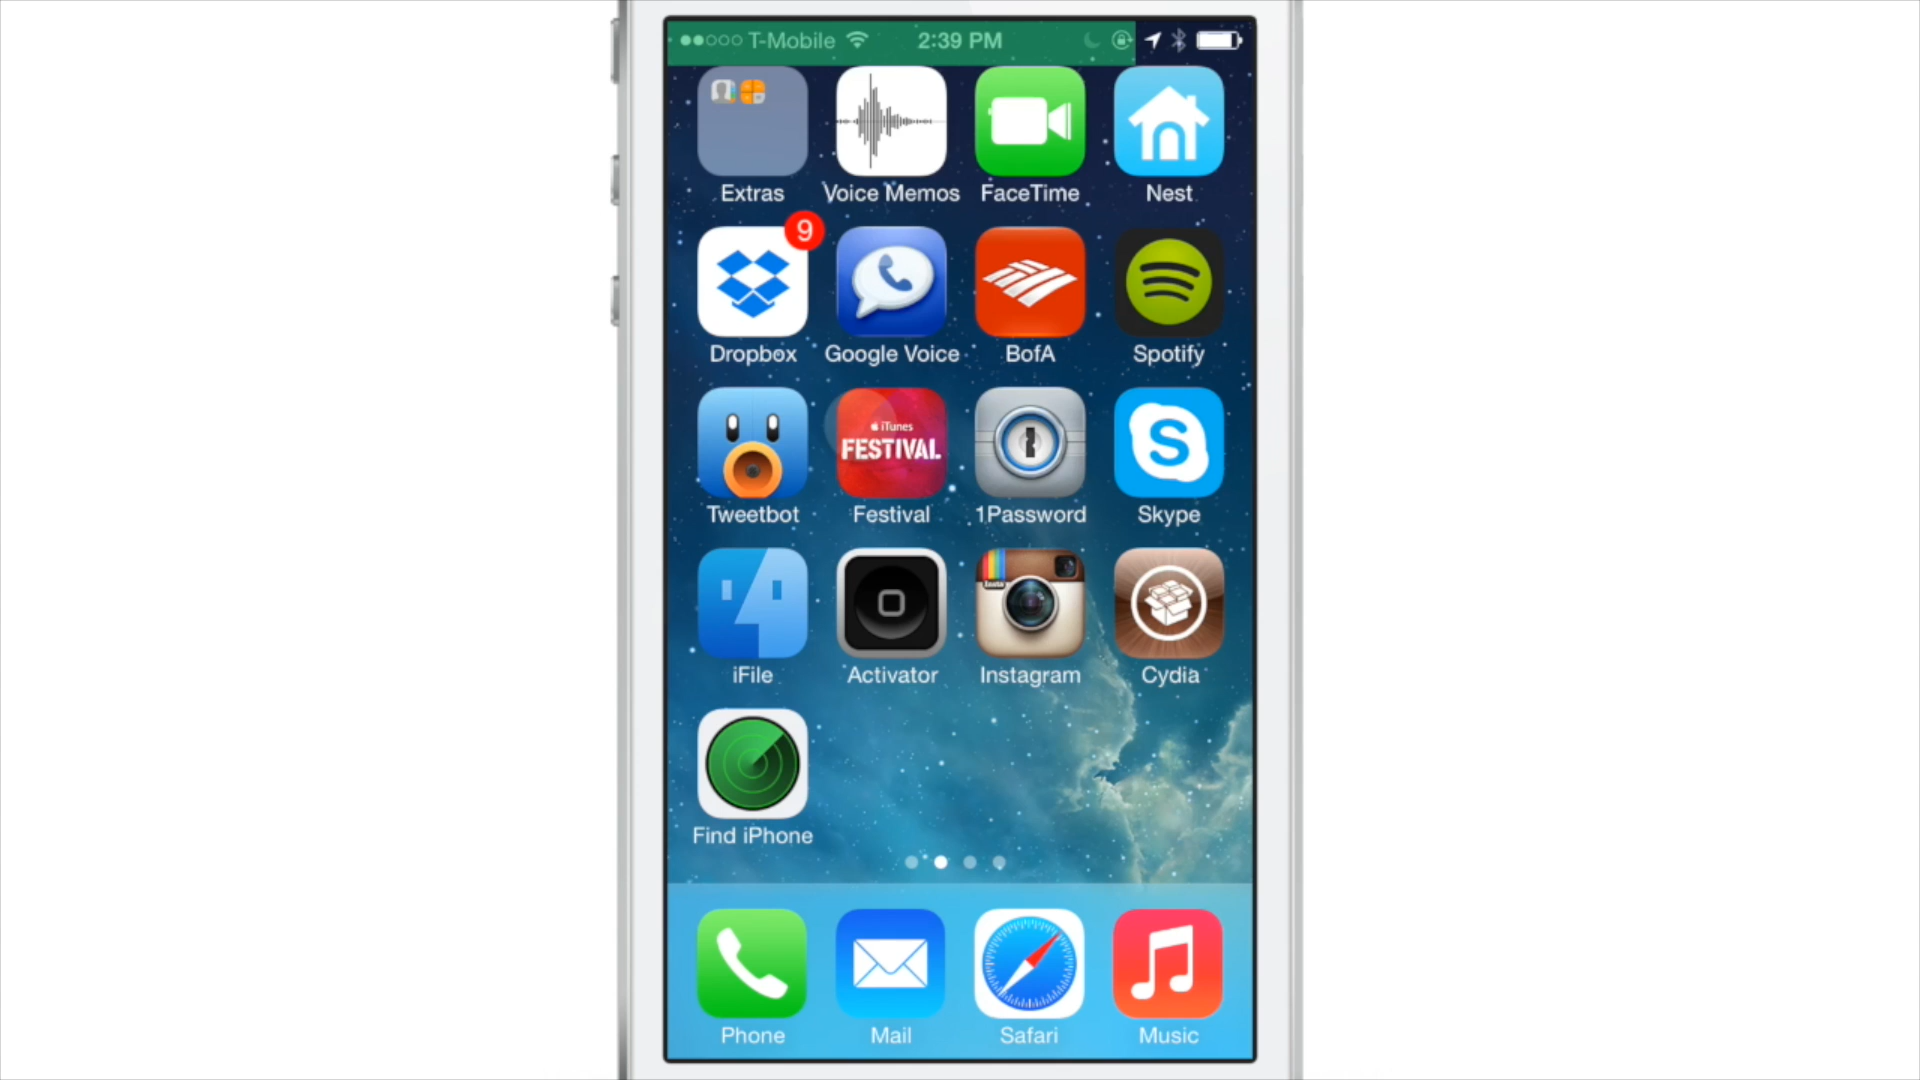 T-Mobile 2:39 PM
Extras Voice Memos FaceTime Nest
9
Dropbox Google Voice BofA Spotify
iTunes
FESTIVAL
S
Tweetbot Festival 1Password Skype
Insta
iFile Activator Instagram Cydia
Find iPhone
Phone Mail Safari Music